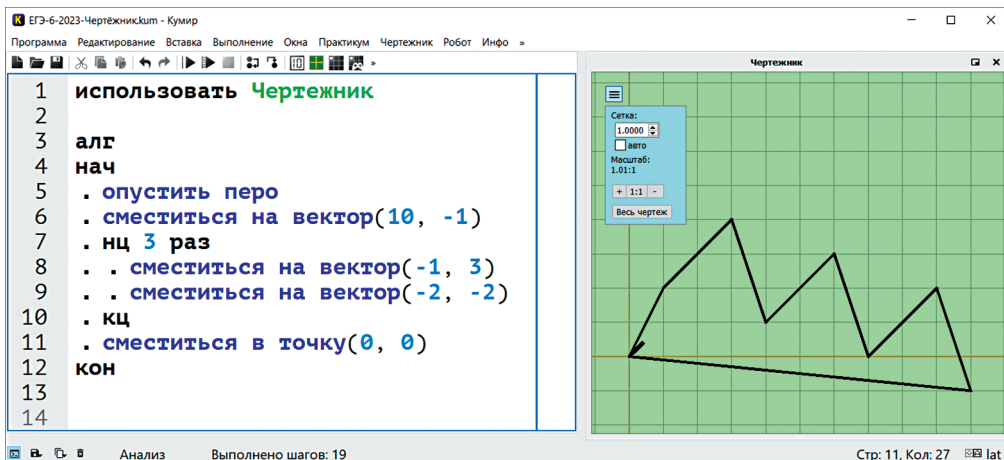 ЕГЭ-6-2023-Чертёжник.kum - Кумир
Программа Редактирование Вставка Выполнение Окна Практикум Чертежник Робот Инфо »
Чертежник
1 использовать Чертежник
2
3 алг
4 нач
5 . опустить перо
6 . сместиться на вектор(10, -1)
7 . нц 3 раз
8 . . сместиться на вектор(-1, 3)
9 . . сместиться на вектор(-2, -2)
10 . кц
11 . сместиться в точку(0, 0)
12 кон
13
14
Сетка:
1.0000
авто
Масштаб:
1.01:1
+ 1:1 -
Весь чертеж
Анализ Выполнено шагов: 19 Стр: 11, Кол: 27 lat